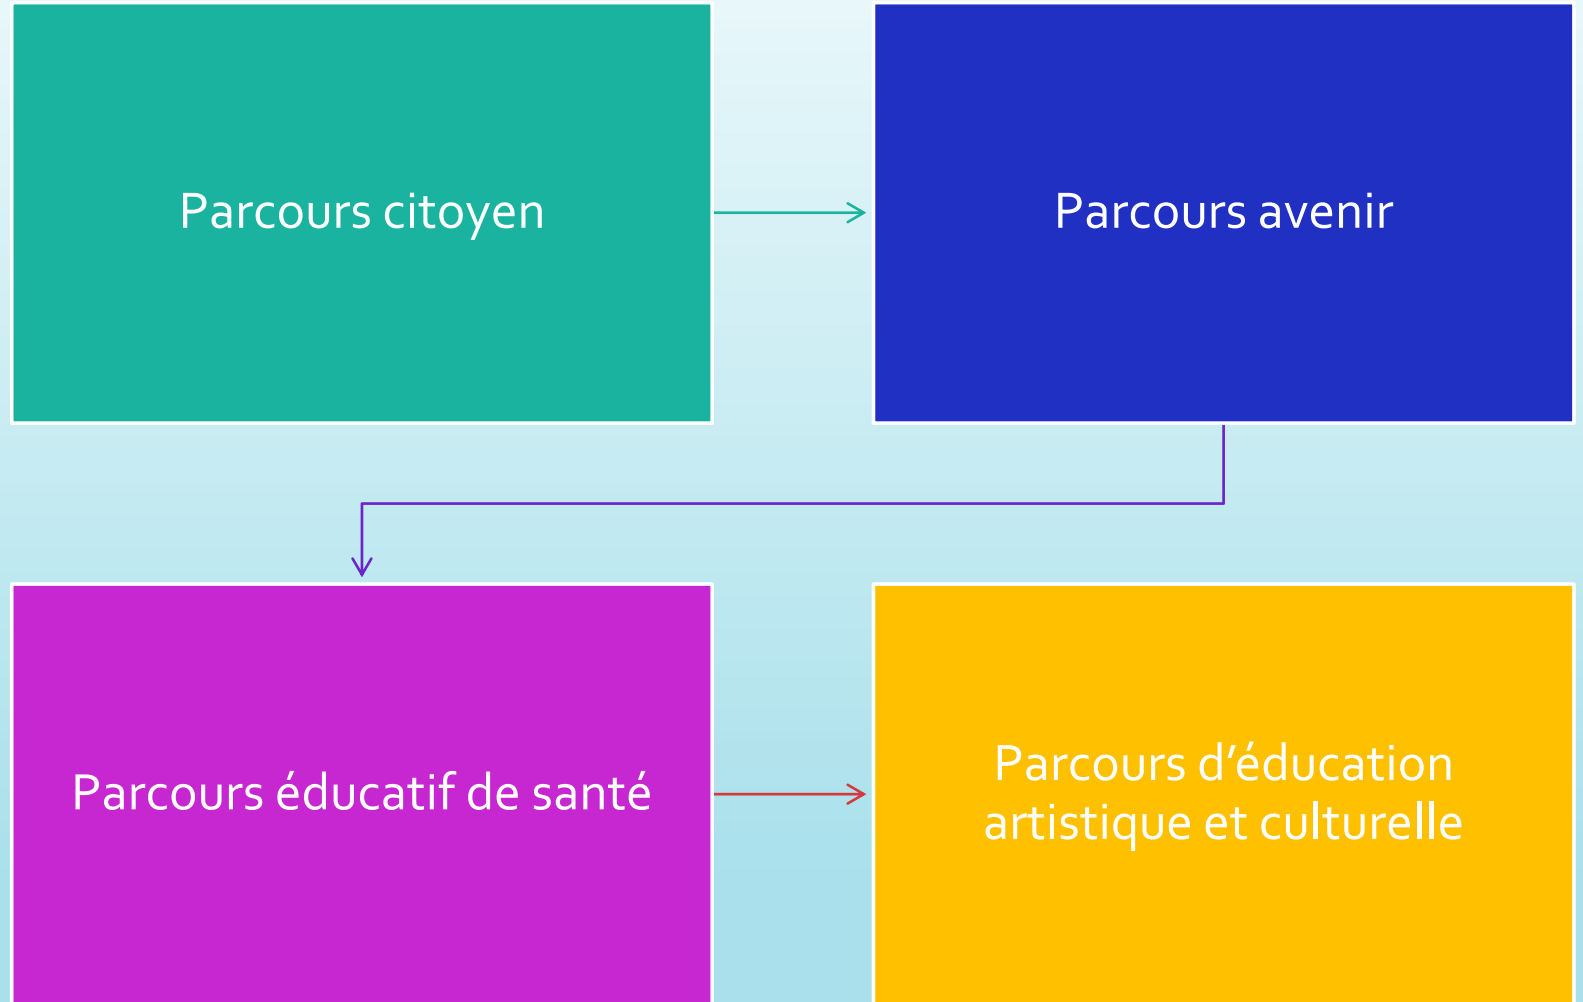 Parcours citoyen
Parcours avenir
Parcours éducatif de santé
Parcours d’éducation
artistique et culturelle